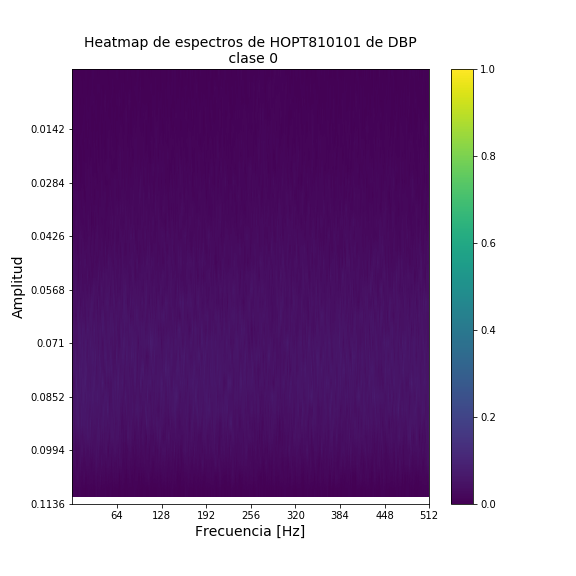 Heatmap de espectros de HOPT810101 de DBP
clase 0
1.0
0.8
0.6
0.4
0.2
0.0
Amplitud
0.0142
0.0284
0.0426
0.0568
0.071
0.0852
0.0994
0.1136
64 128 192 256 320 384 448 512
Frecuencia [Hz]